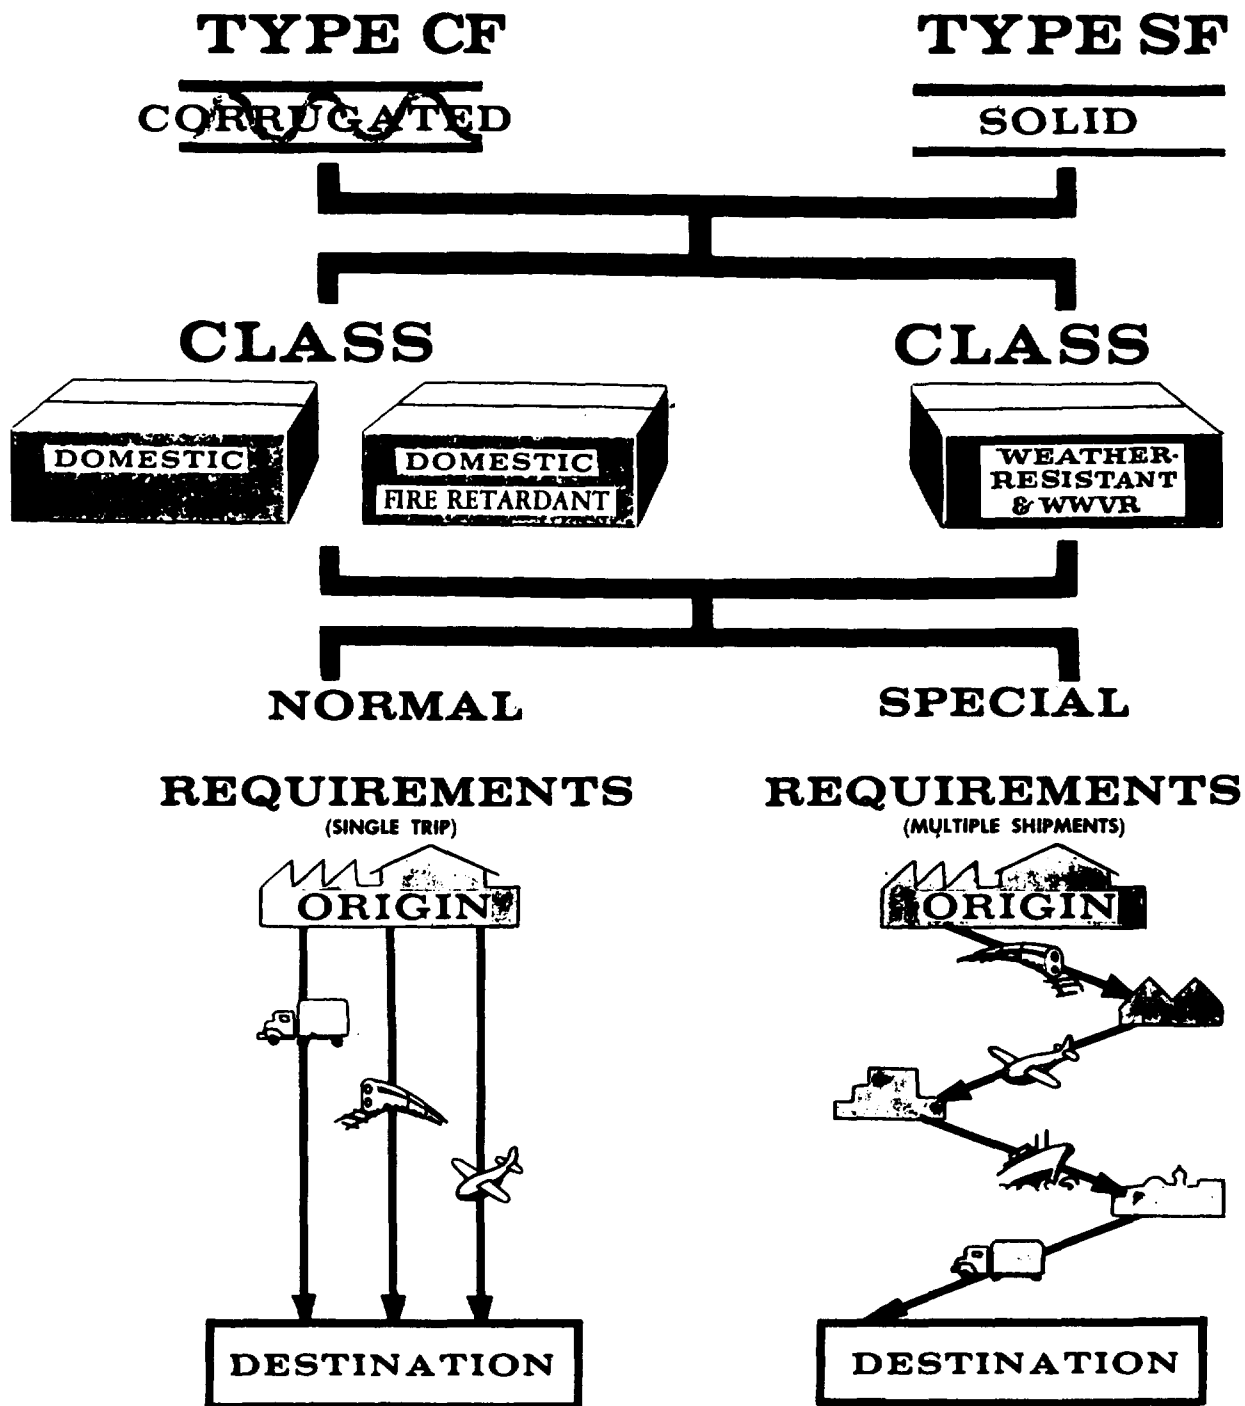 TYPE CF
TYPE SF
CORRUGATED
SOLID
CLASS
CLASS
DOMESTIC
DOMESTIC
FIRE RETARDANT
WEATHER-
RESISTANT
& WWVR
NORMAL
SPECIAL
REQUIREMENTS
(SINGLE TRIP)
REQUIREMENTS
(MULTIPLE SHIPMENTS)
ORIGIN
ORIGIN
DESTINATION
DESTINATION